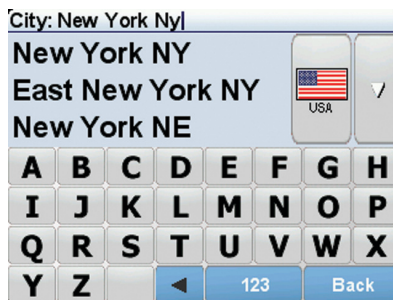 City: New York Ny
New York NY
East New York NY
New York NE
USA
A B C D E F G H
I J K L M N O P
Q R S T U V W X
Y Z 123 Back